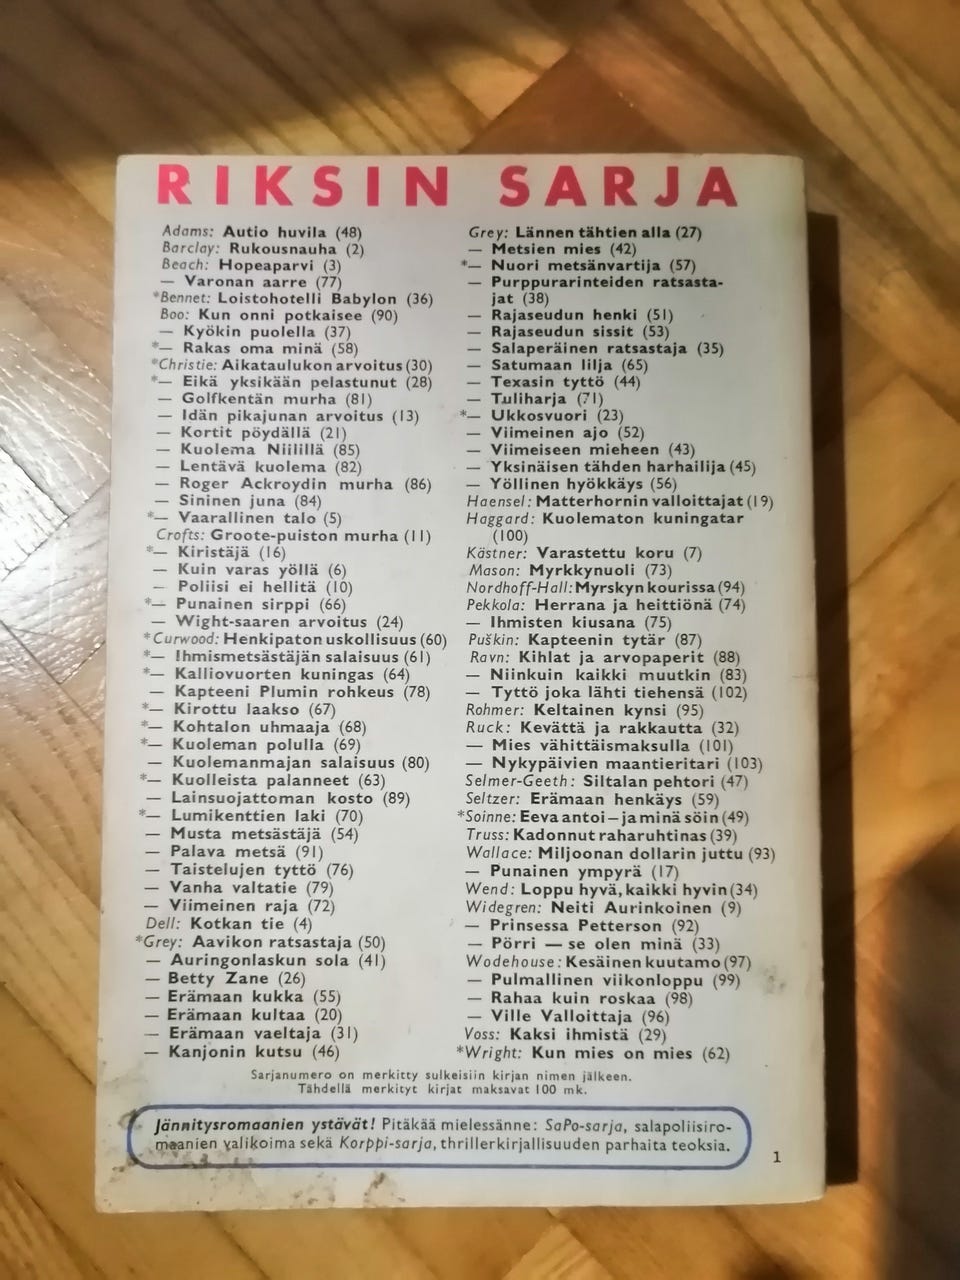 RIKSIN SARJA
Adams: Autio huvila (48)
Barclay: Rukousnauha (2)
Beach: Hopeaparvi (3)
— Varonan aarre (77)
*Bennet: Loistohotelli Babylon (36)
Boo: Kun onni potkaisee (90)
— Kyökin puolella (37)
*— Rakas oma minä (58)
*Christie: Aikataulukon arvoitus (30)
*— Eikä yksikään pelastunut (28)
— Golfkentän murha (81)
— Idän pikajunan arvoitus (13)
— Kortit pöydällä (21)
— Kuolema Niilillä (85)
— Lentävä kuolema (82)
— Roger Ackroydin murha (86)
— Sininen juna (84)
*— Vaarallinen talo (5)
Crofts: Groote-puiston murha (11)
*— Kiristäjä (16)
— Kuin varas yöllä (6)
— Poliisi ei hellitä (10)
*— Punainen sirppi (66)
— Wight-saaren arvoitus (24)
*Curwood: Henkipaton uskollisuus (60)
*— Ihmismetsästäjän salaisuus (61)
*— Kalliovuorten kuningas (64)
— Kapteeni Plumin rohkeus (78)
*— Kirottu laakso (67)
*— Kohtalon uhmaaja (68)
*— Kuoleman polulla (69)
— Kuolemanmajan salaisuus (80)
*— Kuolleista palanneet (63)
— Lainsuojattoman kosto (89)
*— Lumikenttien laki (70)
— Musta metsästäjä (54)
— Palava metsä (91)
— Taistelujen tyttö (76)
— Vanha valtatie (79)
— Viimeinen raja (72)
Dell: Kotkan tie (4)
*Grey: Aavikon ratsastaja (50)
— Auringonlaskun sola (41)
— Betty Zane (26)
— Erämaan kukka (55)
— Erämaan kultaa (20)
— Erämaan vaeltaja (31)
— Kanjonin kutsu (46)
Grey: Lännen tähtien alla (27)
— Metsien mies (42)
*— Nuori metsänvartija (57)
— Purppurarinteiden ratsasta-
jat (38)
— Rajaseudun henki (51)
— Rajaseudun sissit (53)
— Salaperäinen ratsastaja (35)
— Satumaan lilja (65)
— Texasin tyttö (44)
— Tuliharja (71)
*— Ukkosvuori (23)
— Viimeinen ajo (52)
— Viimeiseen mieheen (43)
— Yksinäisen tähden harhailija (45)
— Yöllinen hyökkäys (56)
Haensel: Matterhornin valloittajat (19)
Haggard: Kuolematon kuningatar
(100)
Kästner: Varastettu koru (7)
Mason: Myrkkynuoli (73)
Nordhoff-Hall: Myrskyn kourissa (94)
Pekkola: Herrana ja heittiönä (74)
— Ihmisten kiusana (75)
Puškin: Kapteenin tytär (87)
Ravn: Kihlat ja arvopaperit (88)
— Niinkuin kaikki muutkin (83)
— Tyttö joka lähti tiehensä (102)
Rohmer: Keltainen kynsi (95)
Ruck: Kevättä ja rakkautta (32)
— Mies vähittäismaksulla (101)
— Nykypäivien maantieritari (103)
Selmer-Geeth: Siltalan pehtori (47)
Seltzer: Erämaan henkäys (59)
*Soinne: Eeva antoi – ja minä söin (49)
Truss: Kadonnut raharuhtinas (39)
Wallace: Miljoonan dollarin juttu (93)
— Punainen ympyrä (17)
Wend: Loppu hyvä, kaikki hyvin (34)
Widegren: Neiti Aurinkoinen (9)
— Prinsessa Petterson (92)
— Pörri — se olen minä (33)
Wodehouse: Kesäinen kuutamo (97)
— Pulmallinen viikonloppu (99)
— Rahaa kuin roskaa (98)
— Ville Valloittaja (96)
Voss: Kaksi ihmistä (29)
*Wright: Kun mies on mies (62)
Sarjanumero on merkitty sulkeisiin kirjan nimen jälkeen.
Tähdellä merkityt kirjat maksavat 100 mk.
Jännitysromaanien ystävät! Pitäkää mielessänne: SaPo-sarja, salapoliisiro-
maanien valikoima sekä Korppi-sarja, thrillerkirjallisuuden parhaita teoksia.
1